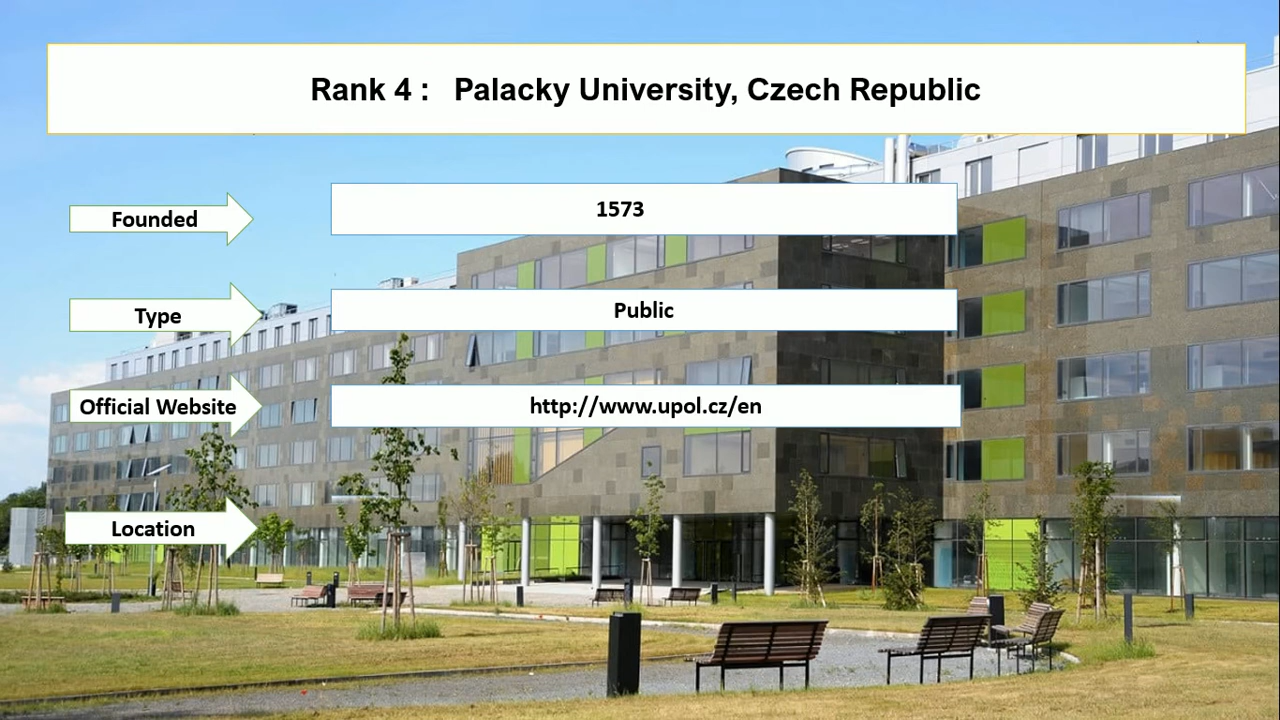 Rank 4 :   Palacky University, Czech Republic
Founded
1573
Type
Public
Official Website
http://www.upol.cz/en
Location